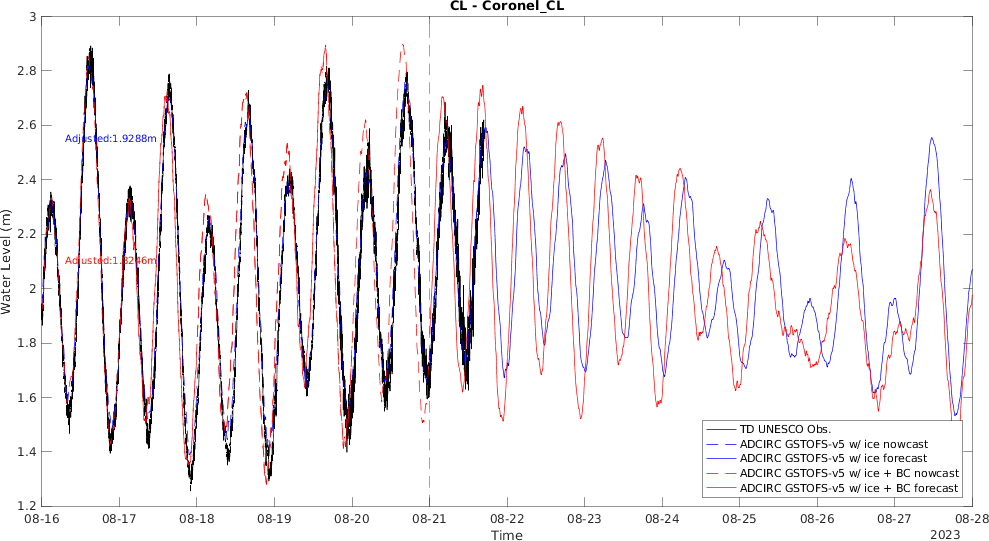 CL - Coronel_CL
Water Level (m)
3
2.8
2.6
2.4
2.2
2
1.8
1.6
1.4
1.2
Adjusted:1.9288m
Adjusted:1.8246m
TD UNESCO Obs.
ADCIRC GSTOFS-v5 w/ ice nowcast
ADCIRC GSTOFS-v5 w/ ice forecast
ADCIRC GSTOFS-v5 w/ ice + BC nowcast
ADCIRC GSTOFS-v5 w/ ice + BC forecast
08-16 08-17 08-18 08-19 08-20 08-21 08-22 08-23 08-24 08-25 08-26 08-27 08-28
Time
2023